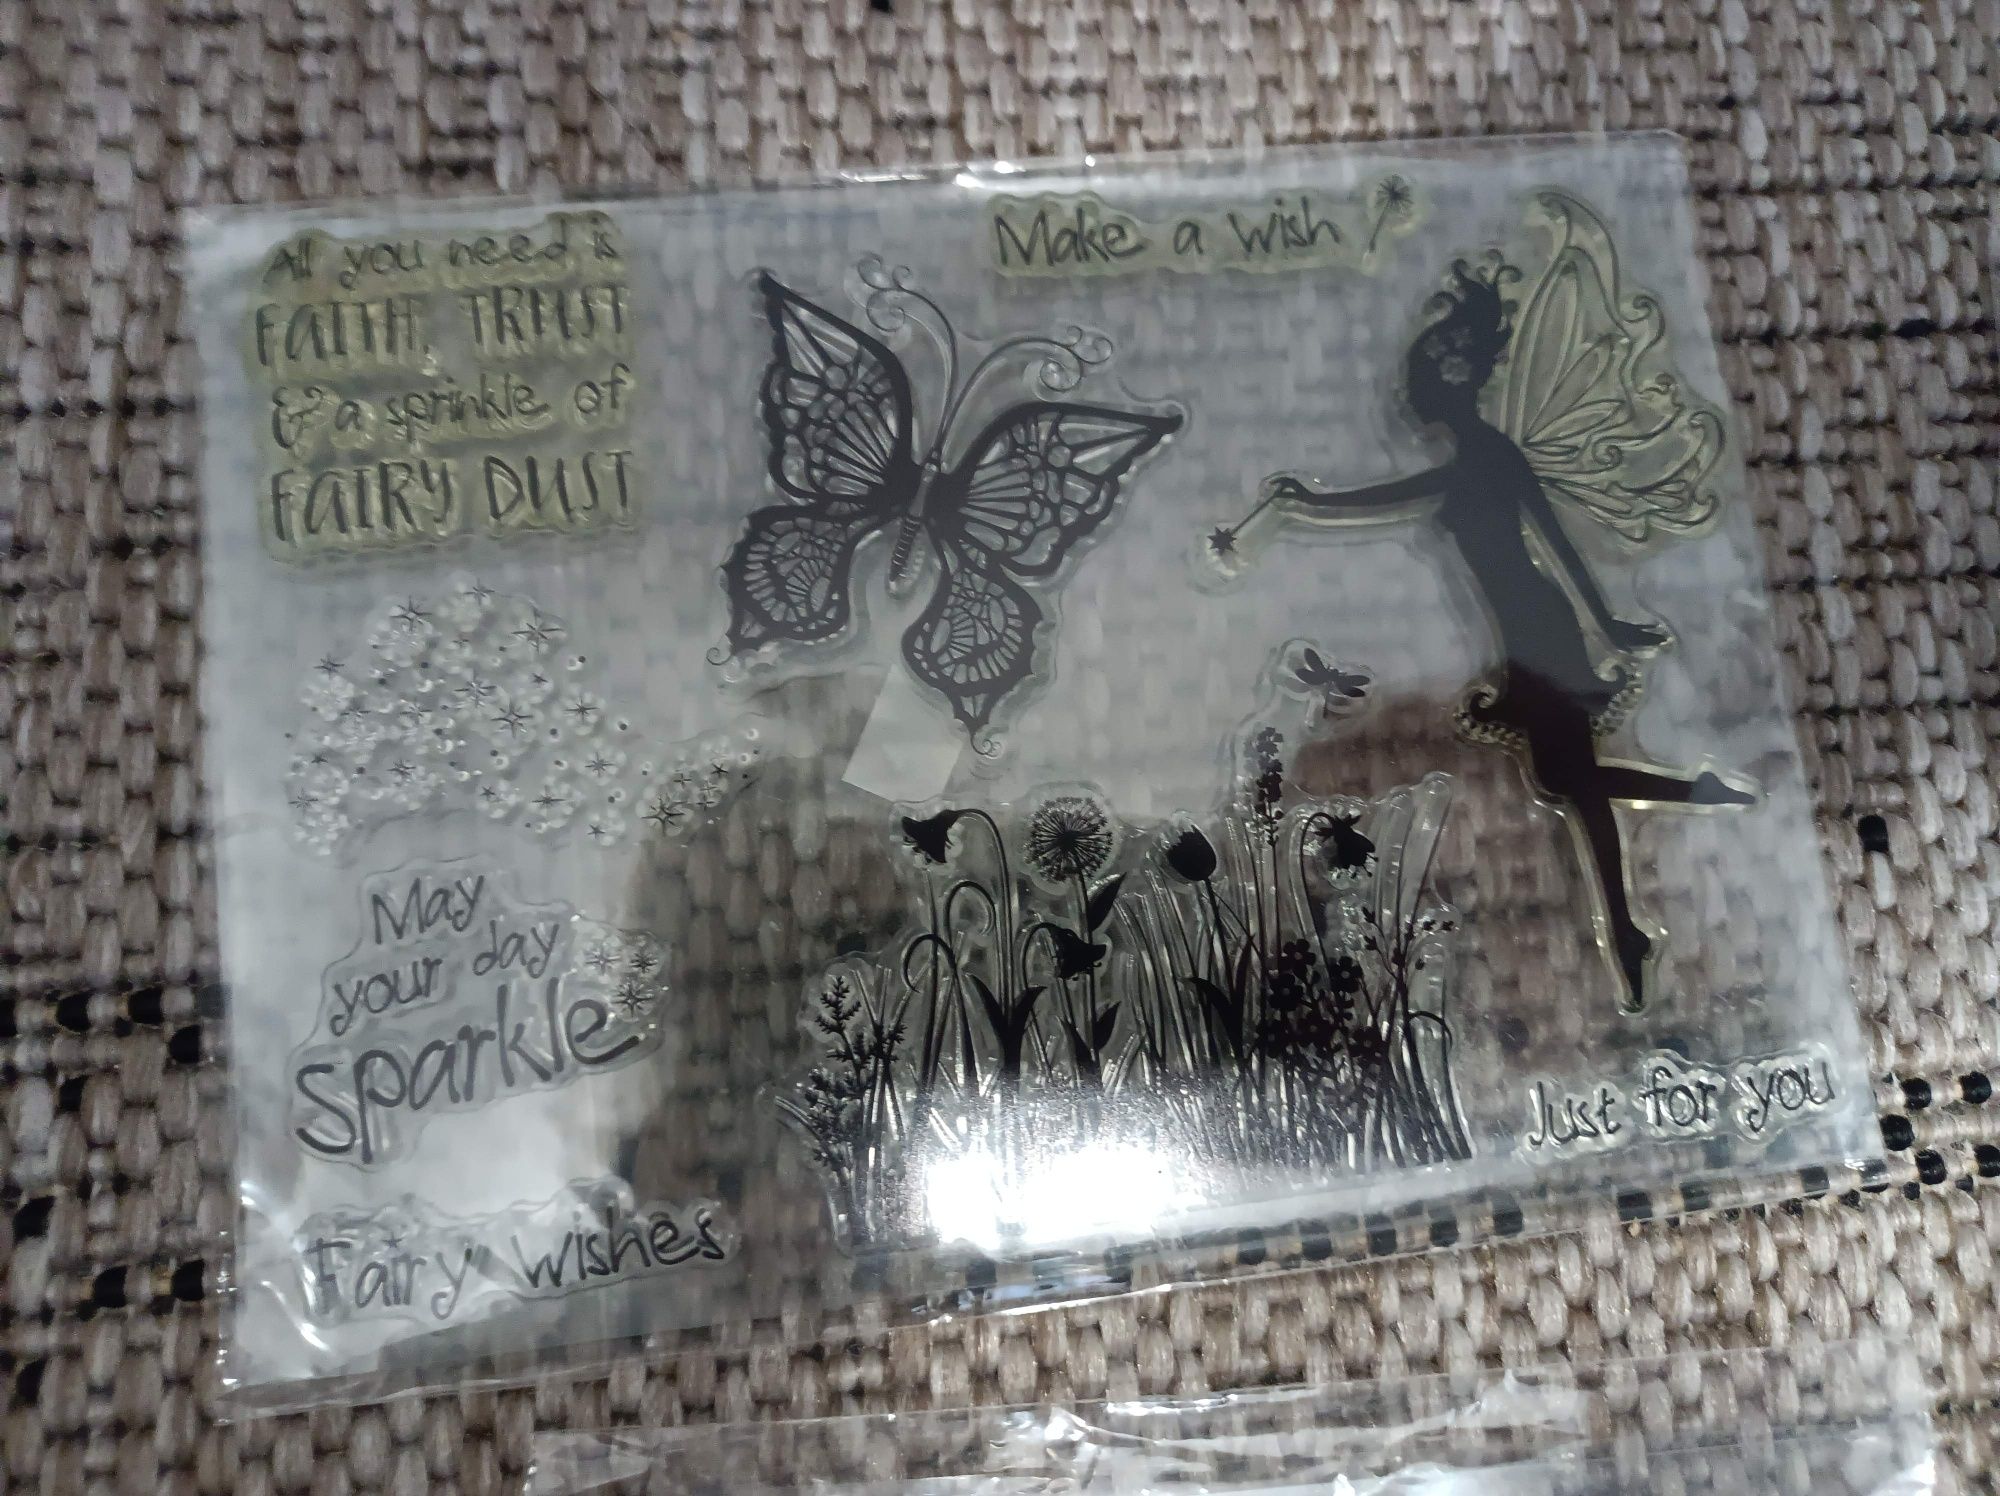 All you need is
FAITH, TRUST
& a sprinkle of
FAIRY DUST
Make a wish
May
your day
sparkle
Fairy wishes
Just for you